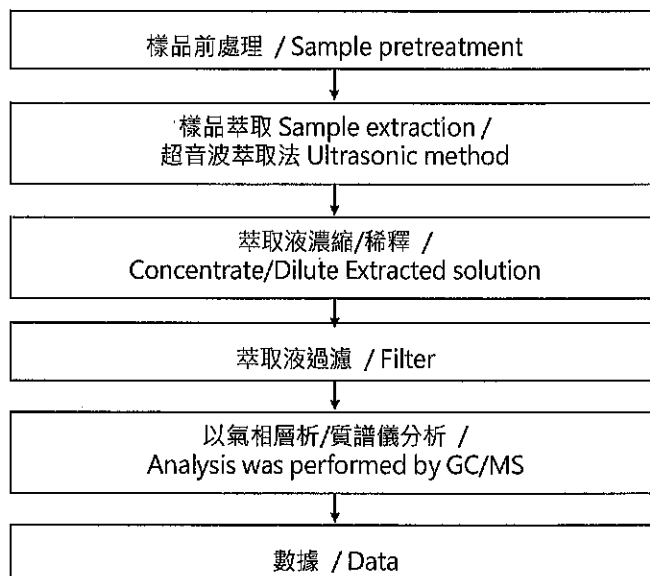 樣品前處理 / Sample pretreatment
樣品萃取 Sample extraction /
超音波萃取法 Ultrasonic method
萃取液濃縮/稀釋 /
Concentrate/Dilute Extracted solution
萃取液過濾 / Filter
以氣相層析/質譜儀分析 /
Analysis was performed by GC/MS
數據 / Data